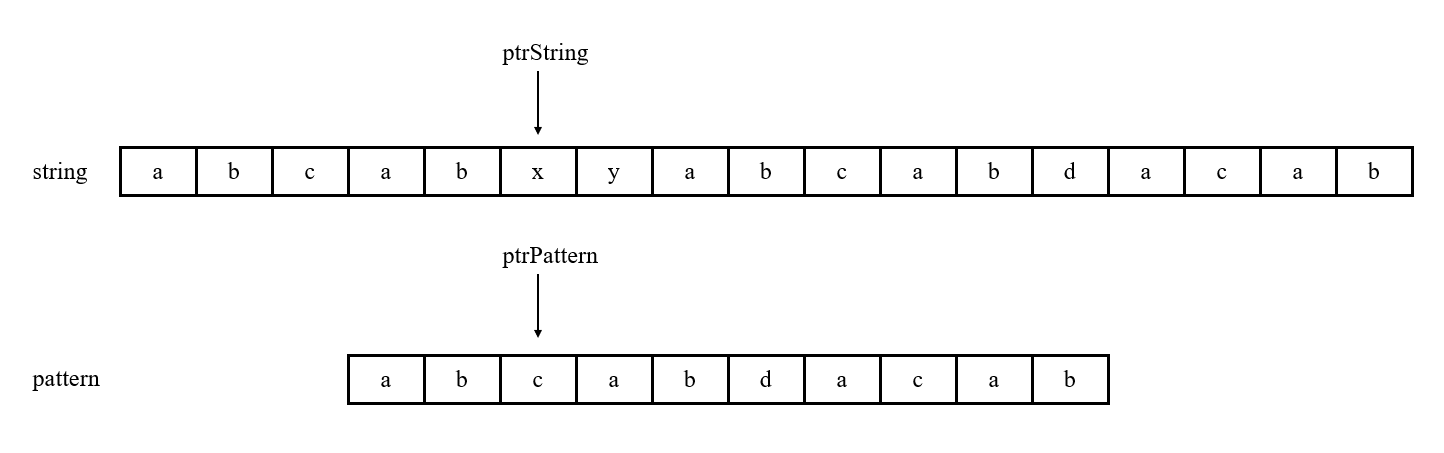 ptrString
string a b c a b x y a b c a b d a c a b
ptrPattern
pattern a b c a b d a c a b